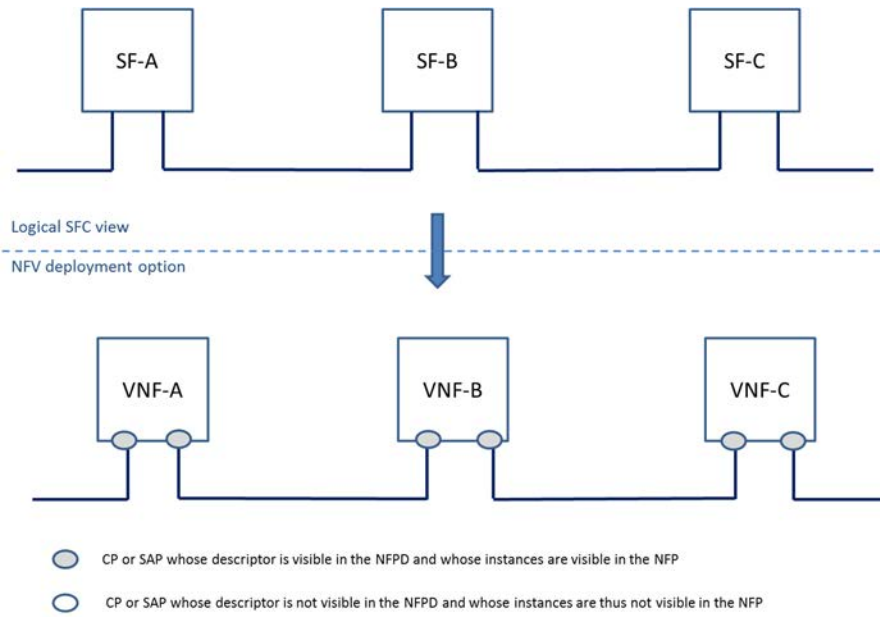 SF-A
SF-B
SF-C
Logical SFC view
NFV deployment option
VNF-A
VNF-B
VNF-C
CP or SAP whose descriptor is visible in the NFPD and whose instances are visible in the NFP
CP or SAP whose descriptor is not visible in the NFPD and whose instances are thus not visible in the NFP